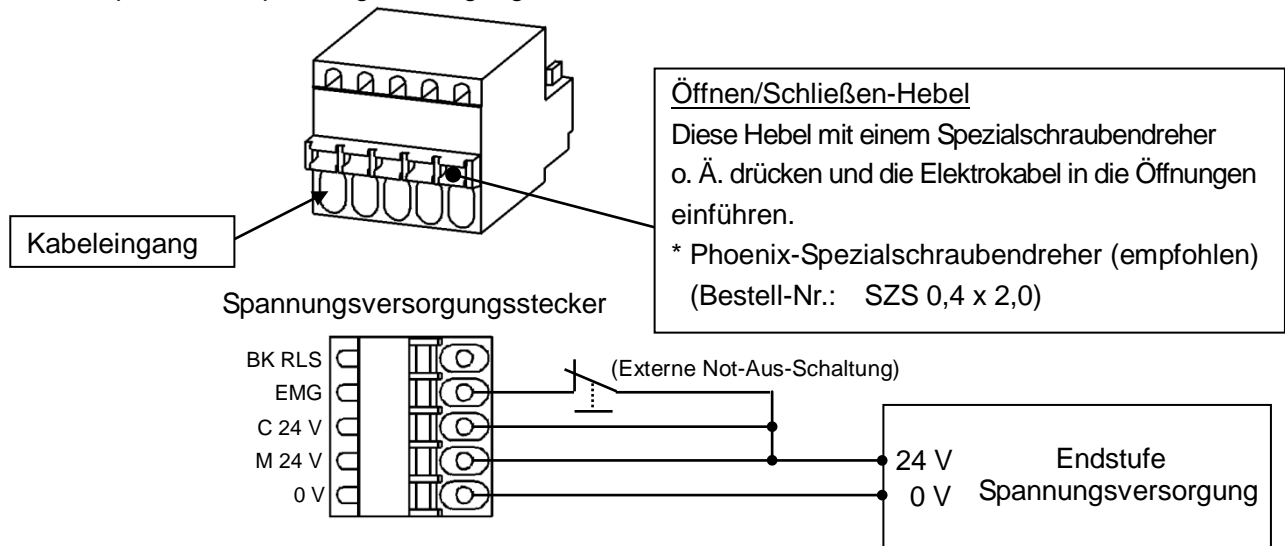 Öffnen/Schließen-Hebel
Diese Hebel mit einem Spezialschraubendreher
o. Ä. drücken und die Elektrokabel in die Öffnungen
einführen.
* Phoenix-Spezialschraubendreher (empfohlen)
(Bestell-Nr.: SZS 0,4 x 2,0)
Kabeleingang
Spannungsversorgungsstecker
BK RLS
EMG
C 24 V
M 24 V
0 V
(Externe Not-Aus-Schaltung)
24 V
0 V
Endstufe
Spannungsversorgung